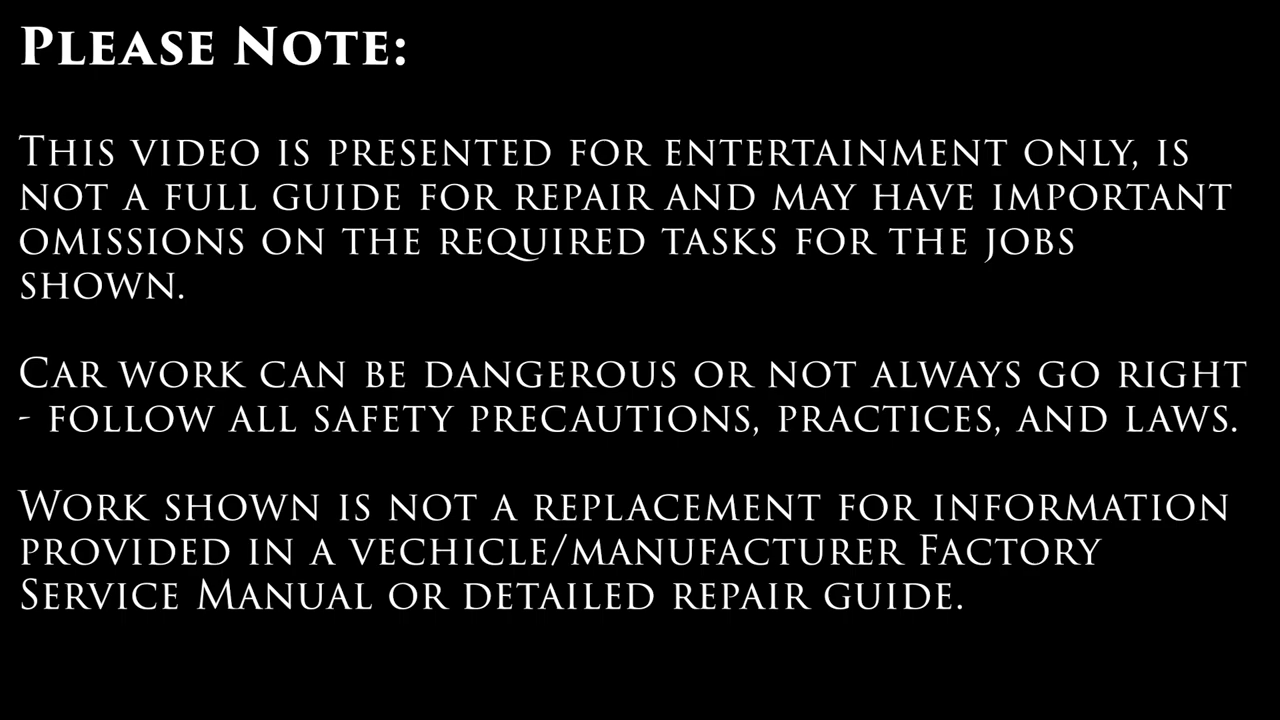 Please Note:
This video is presented for entertainment only, is
not a full guide for repair and may have important
omissions on the required tasks for the jobs
shown.
Car work can be dangerous or not always go right
- follow all safety precautions, practices, and laws.
Work shown is not a replacement for information
provided in a vechicle/manufacturer Factory
Service Manual or detailed repair guide.